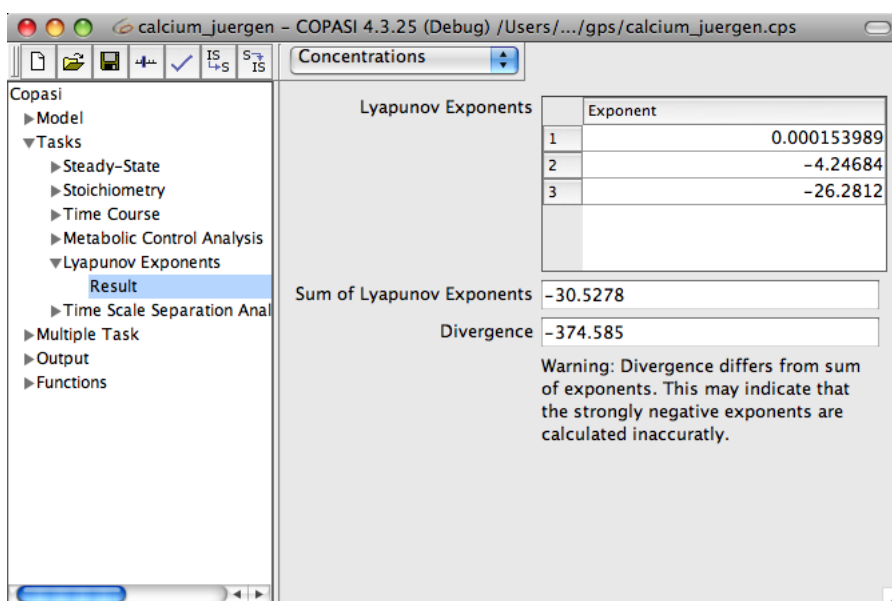 calcium_juergen – COPASI 4.3.25 (Debug) /Users/.../gps/calcium_juergen.cps
IS
S
S
IS
Concentrations
Copasi
Model
Tasks
Steady-State
Stoichiometry
Time Course
Metabolic Control Analysis
Lyapunov Exponents
Result
Time Scale Separation Anal
Multiple Task
Output
Functions
Lyapunov Exponents
Exponent
1 0.000153989
2 -4.24684
3 -26.2812
Sum of Lyapunov Exponents -30.5278
Divergence -374.585
Warning: Divergence differs from sum
of exponents. This may indicate that
the strongly negative exponents are
calculated inaccuratly.